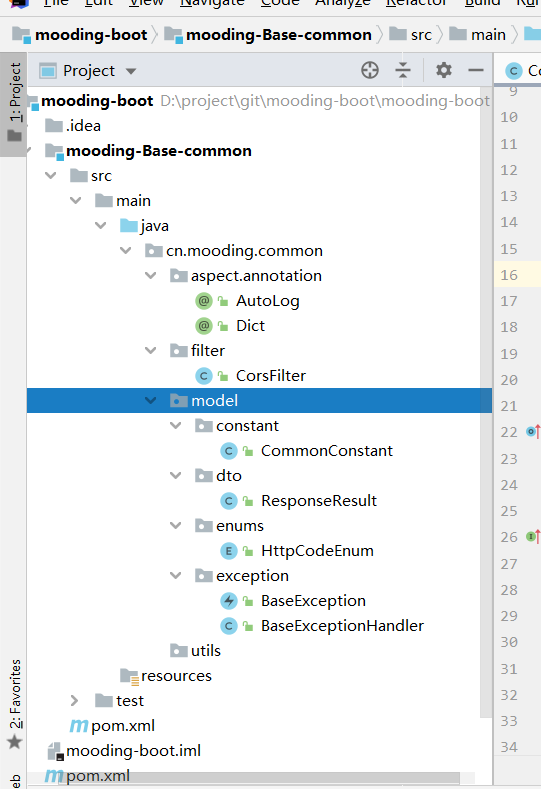 File Edit View Navigate Code Analyze Refactor Build Run
mooding-boot mooding-Base-common src main
1: Project
Project
mooding-boot D:\project\git\mooding-boot\mooding-boot
.idea
mooding-Base-common
src
main
java
cn.mooding.common
aspect.annotation
@ AutoLog
@ Dict
filter
C CorsFilter
model
constant
C CommonConstant
dto
C ResponseResult
enums
E HttpCodeEnum
exception
BaseException
C BaseExceptionHandler
utils
resources
test
m pom.xml
mooding-boot.iml
m pom.xml
2: Favorites
eb
C Co
9
10
11
12
13
14
15
16
17
18
19
20
21
22
23
24
25
26
27
28
29
30
31
32
33
34